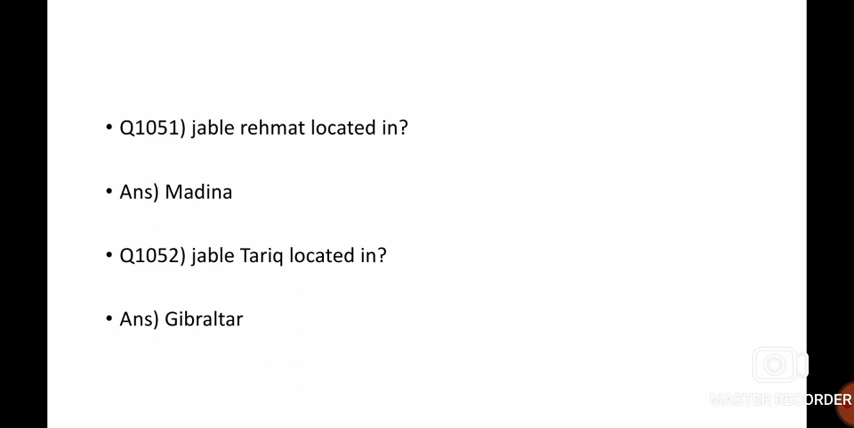 • Q1051) jable rehmat located in?
• Ans) Madina
• Q1052) jable Tariq located in?
• Ans) Gibraltar
MASTER RECORDER